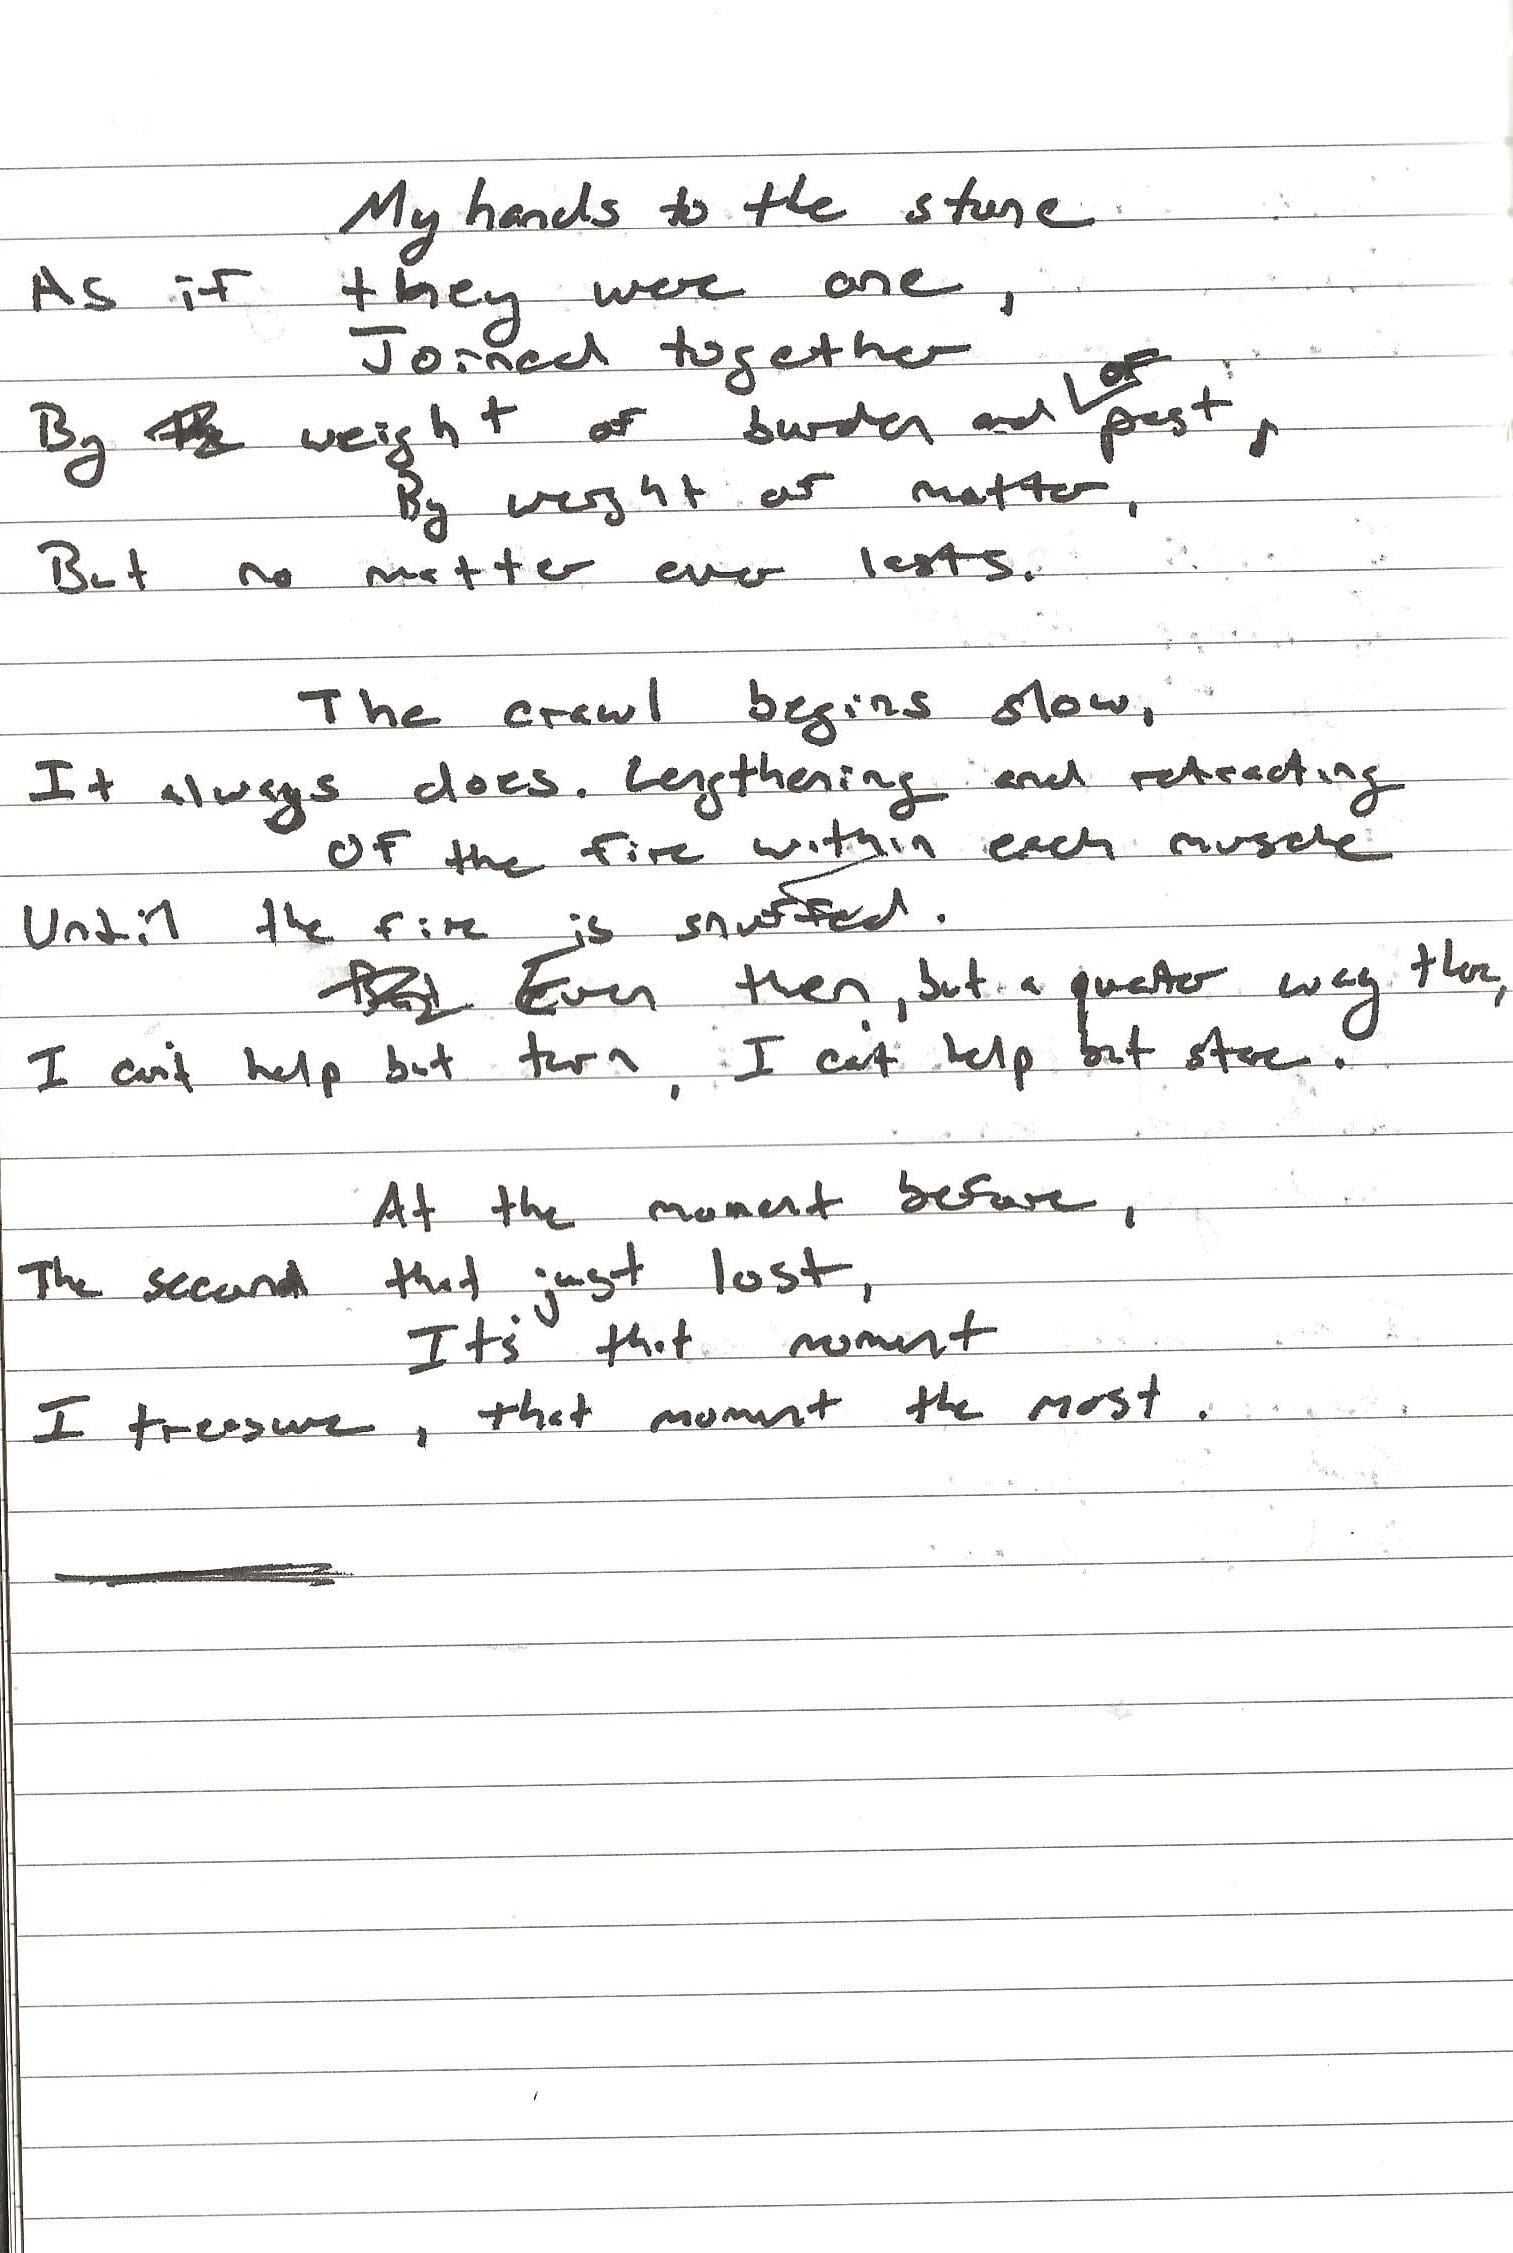 My hands to the stone
As if they were one,
Joined together
By the weight of burden and of past,
By weight of matter,
But no matter ever lasts.
The crawl begins slow,
It always does. Lengthening and retracting
Of the fire within each muscle
Until the fire is snuffed.
Even then, but a quarter way there,
I can't help but turn, I can't help but stare.
At the moment before,
The second that just lost,
It's that moment
I treasure, that moment the most.